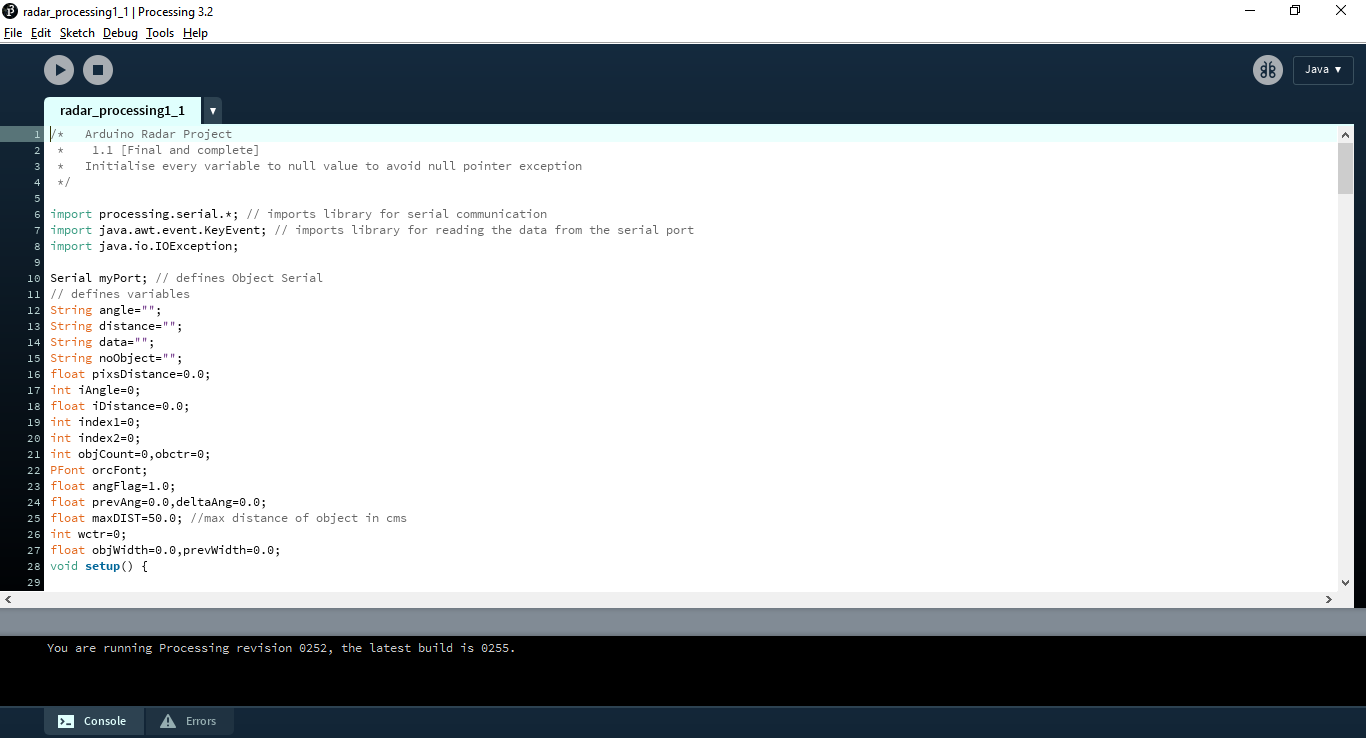 radar_processing1_1 | Processing 3.2
File Edit Sketch Debug Tools Help
Java ▼
radar_processing1_1 ▼
1 /*   Arduino Radar Project
2  *    1.1 [Final and complete]
3  *   Initialise every variable to null value to avoid null pointer exception
4  */
5
6 import processing.serial.*; // imports library for serial communication
7 import java.awt.event.KeyEvent; // imports library for reading the data from the serial port
8 import java.io.IOException;
9
10 Serial myPort; // defines Object Serial
11 // defines variables
12 String angle="";
13 String distance="";
14 String data="";
15 String noObject="";
16 float pixsDistance=0.0;
17 int iAngle=0;
18 float iDistance=0.0;
19 int index1=0;
20 int index2=0;
21 int objCount=0,obctr=0;
22 PFont orcFont;
23 float angFlag=1.0;
24 float prevAng=0.0,deltaAng=0.0;
25 float maxDIST=50.0; //max distance of object in cms
26 int wctr=0;
27 float objWidth=0.0,prevWidth=0.0;
28 void setup() {
29
You are running Processing revision 0252, the latest build is 0255.
Console Errors